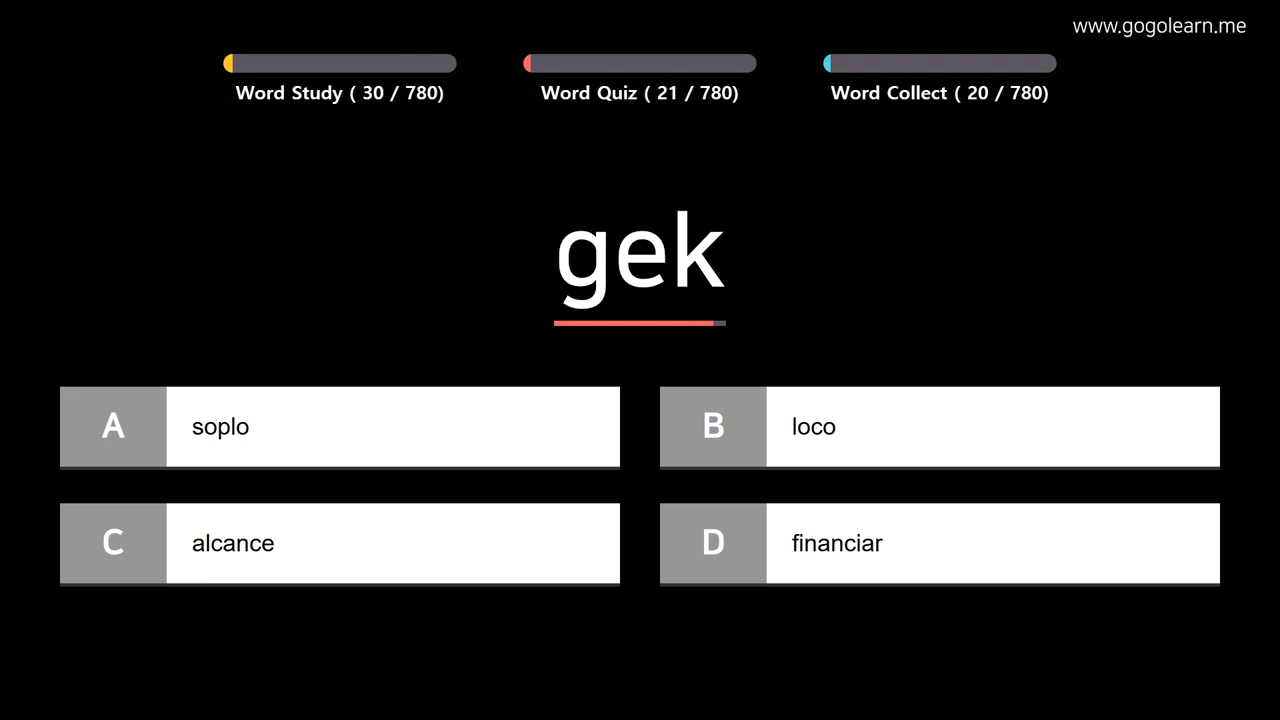 www.gogolearn.me
Word Study ( 30 / 780)
Word Quiz ( 21 / 780)
Word Collect ( 20 / 780)
gek
A soplo
B loco
C alcance
D financiar